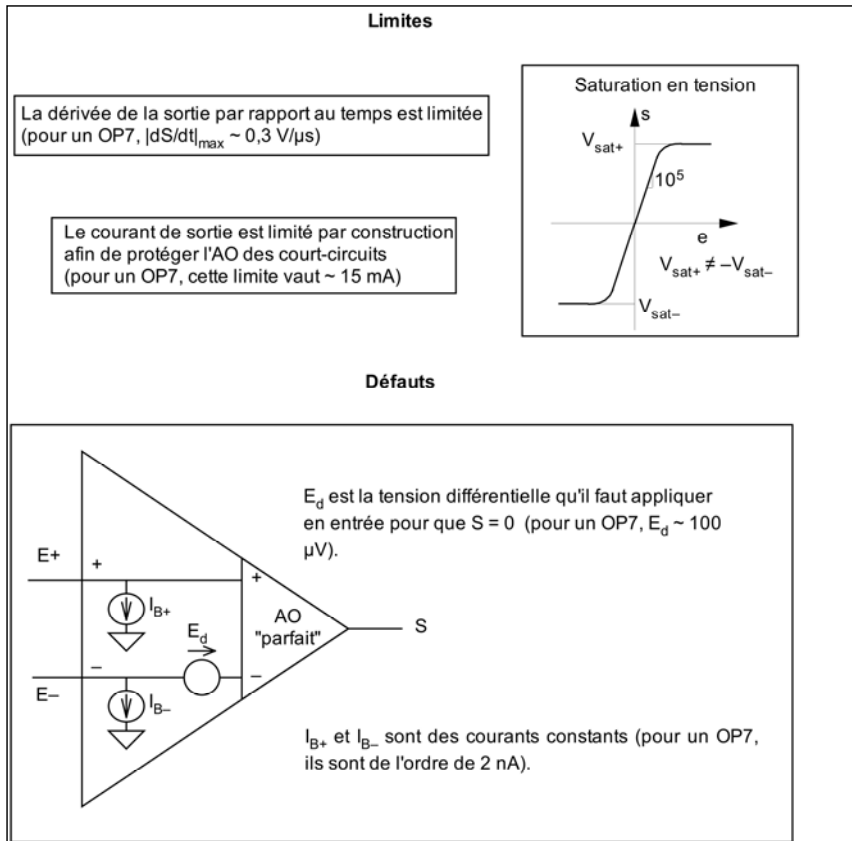 Limites
La dérivée de la sortie par rapport au temps est limitée
(pour un OP7, |dS/dt|max ~ 0,3 V/µs)
Le courant de sortie est limité par construction
afin de protéger l'AO des court-circuits
(pour un OP7, cette limite vaut ~ 15 mA)
Saturation en tension
s
Vsat+
10⁵
e
Vsat+ ≠ –Vsat–
Vsat–
Défauts
Ed est la tension différentielle qu'il faut appliquer
en entrée pour que S = 0 (pour un OP7, Ed ~ 100
µV).
E+
+
+
IB+
AO
"parfait"
S
Ed
–
–
E–
IB–
IB+ et IB– sont des courants constants (pour un OP7,
ils sont de l'ordre de 2 nA).